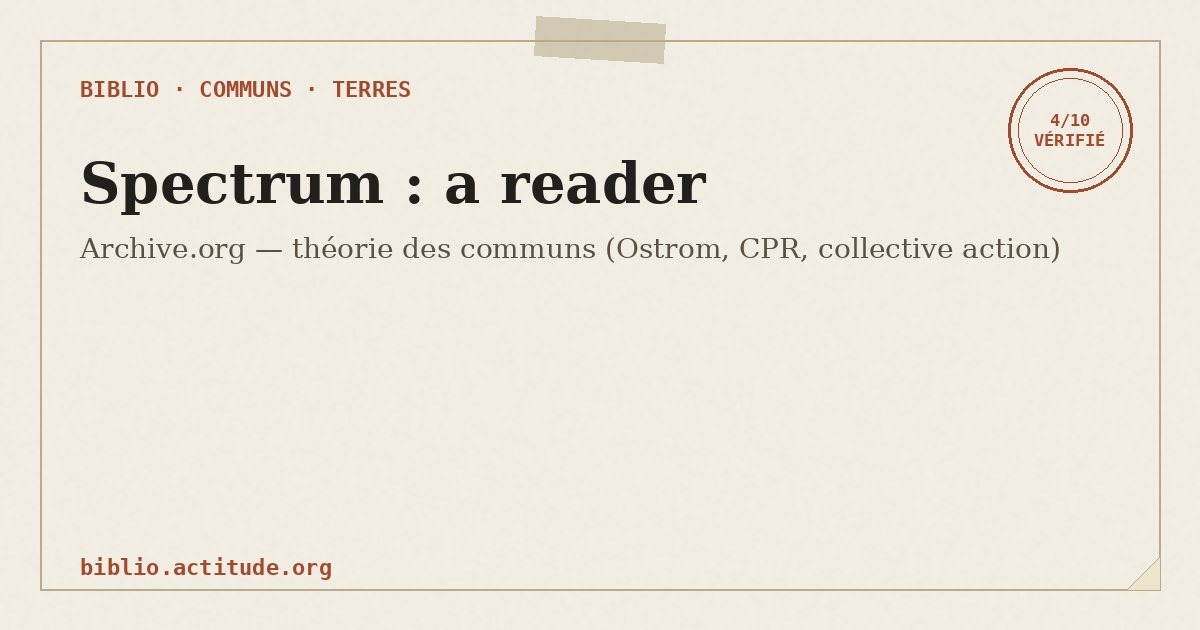 BIBLIO · COMMUNS · TERRES
4/10
VÉRIFIÉ
Spectrum : a reader
Archive.org — théorie des communs (Ostrom, CPR, collective action)
biblio.actitude.org